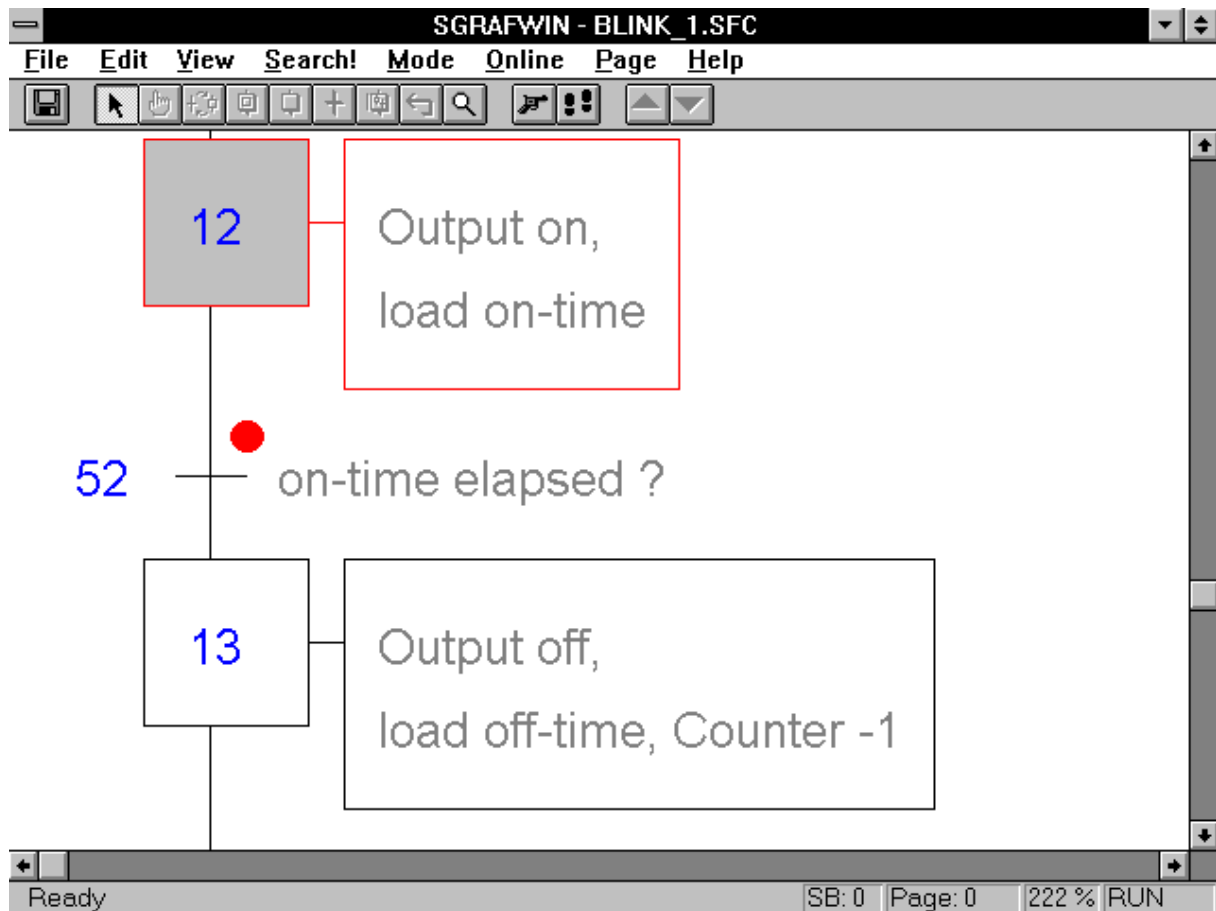 SGRAFWIN - BLINK_1.SFC
File Edit View Search! Mode Online Page Help
12
Output on,
load on-time
52
on-time elapsed ?
13
Output off,
load off-time, Counter -1
Ready SB: 0 Page: 0 222 % RUN